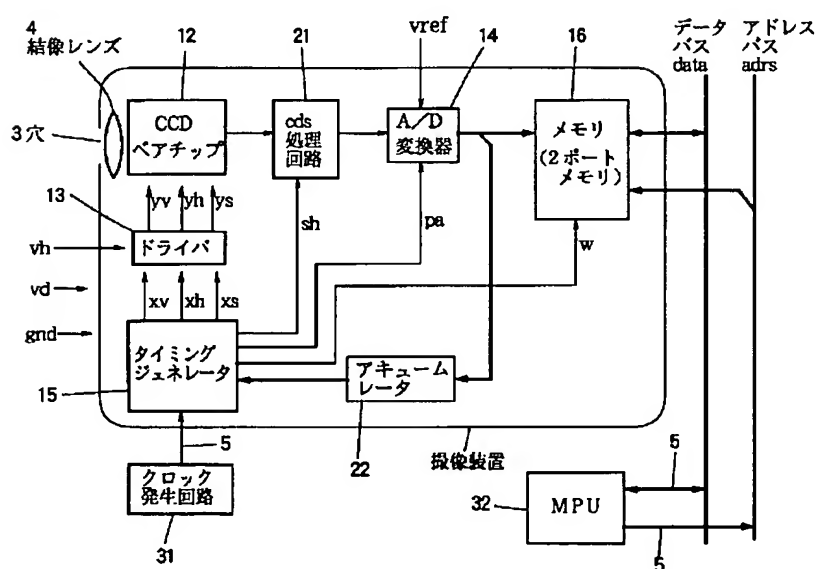 4
結像レンズ
12
21
vref
14
16
データ
バス
data
アドレス
バス
adrs
3穴
CCD
ペアチップ
cds
処理
回路
A／D
変換器
メモリ
(2ポート
メモリ)
13
yv yh ys
sh
pa
w
vh
ドライバ
vd
xv xh xs
gnd
タイミング
ジェネレータ
アキューム
レータ
15
5
22
撮像装置
クロック
発生回路
31
32
MPU
5
5